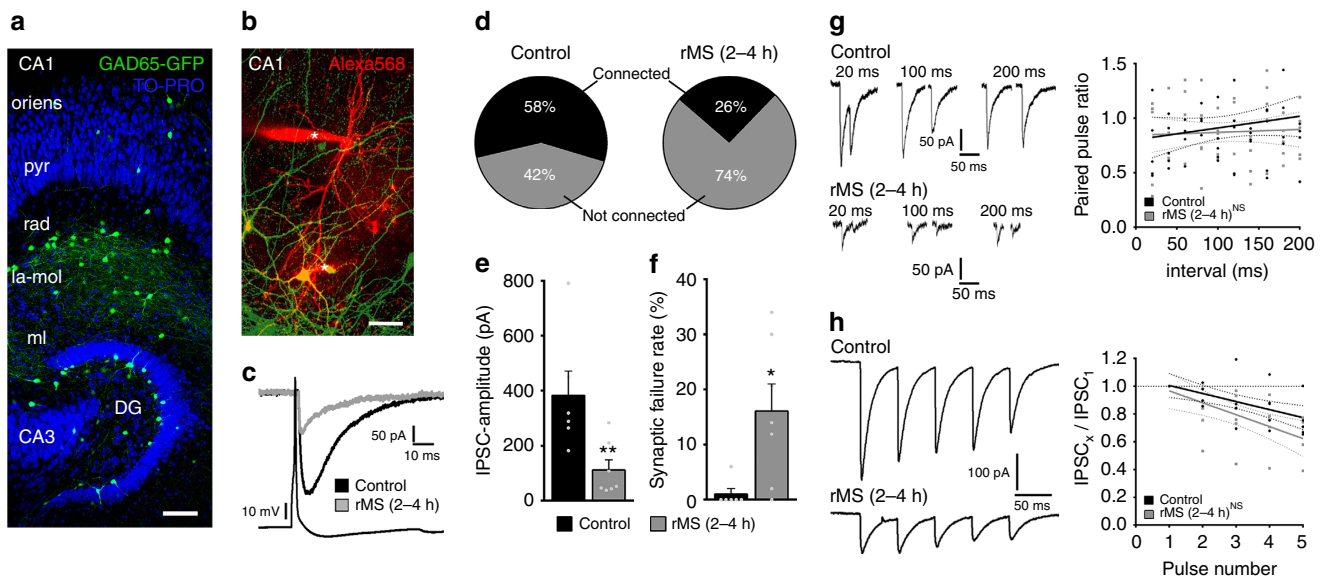 a
CA1
GAD65-GFP
TO-PRO
oriens
pyr
rad
la-mol
ml
DG
CA3
b
CA1
Alexa568
*
*
c
50 pA
10 ms
Control
rMS (2–4 h)
10 mV
d
Control
rMS (2–4 h)
Connected
58%
26%
42%
74%
Not connected
e
IPSC-amplitude (pA)
800
600
400
200
0
**
f
Synaptic failure rate (%)
40
30
20
10
0
*
Control
rMS (2–4 h)
g
Control
20 ms
100 ms
200 ms
50 pA
50 ms
rMS (2–4 h)
20 ms
100 ms
200 ms
50 pA
50 ms
Paired pulse ratio
1.5
1.0
0.5
0.0
Control
rMS (2–4 h)NS
0
40
80
120
160
200
interval (ms)
h
Control
100 pA
50 ms
rMS (2–4 h)
IPSCx / IPSC1
1.2
1.0
0.8
0.6
0.4
0
Control
rMS (2–4 h)NS
0
1
2
3
4
5
Pulse number